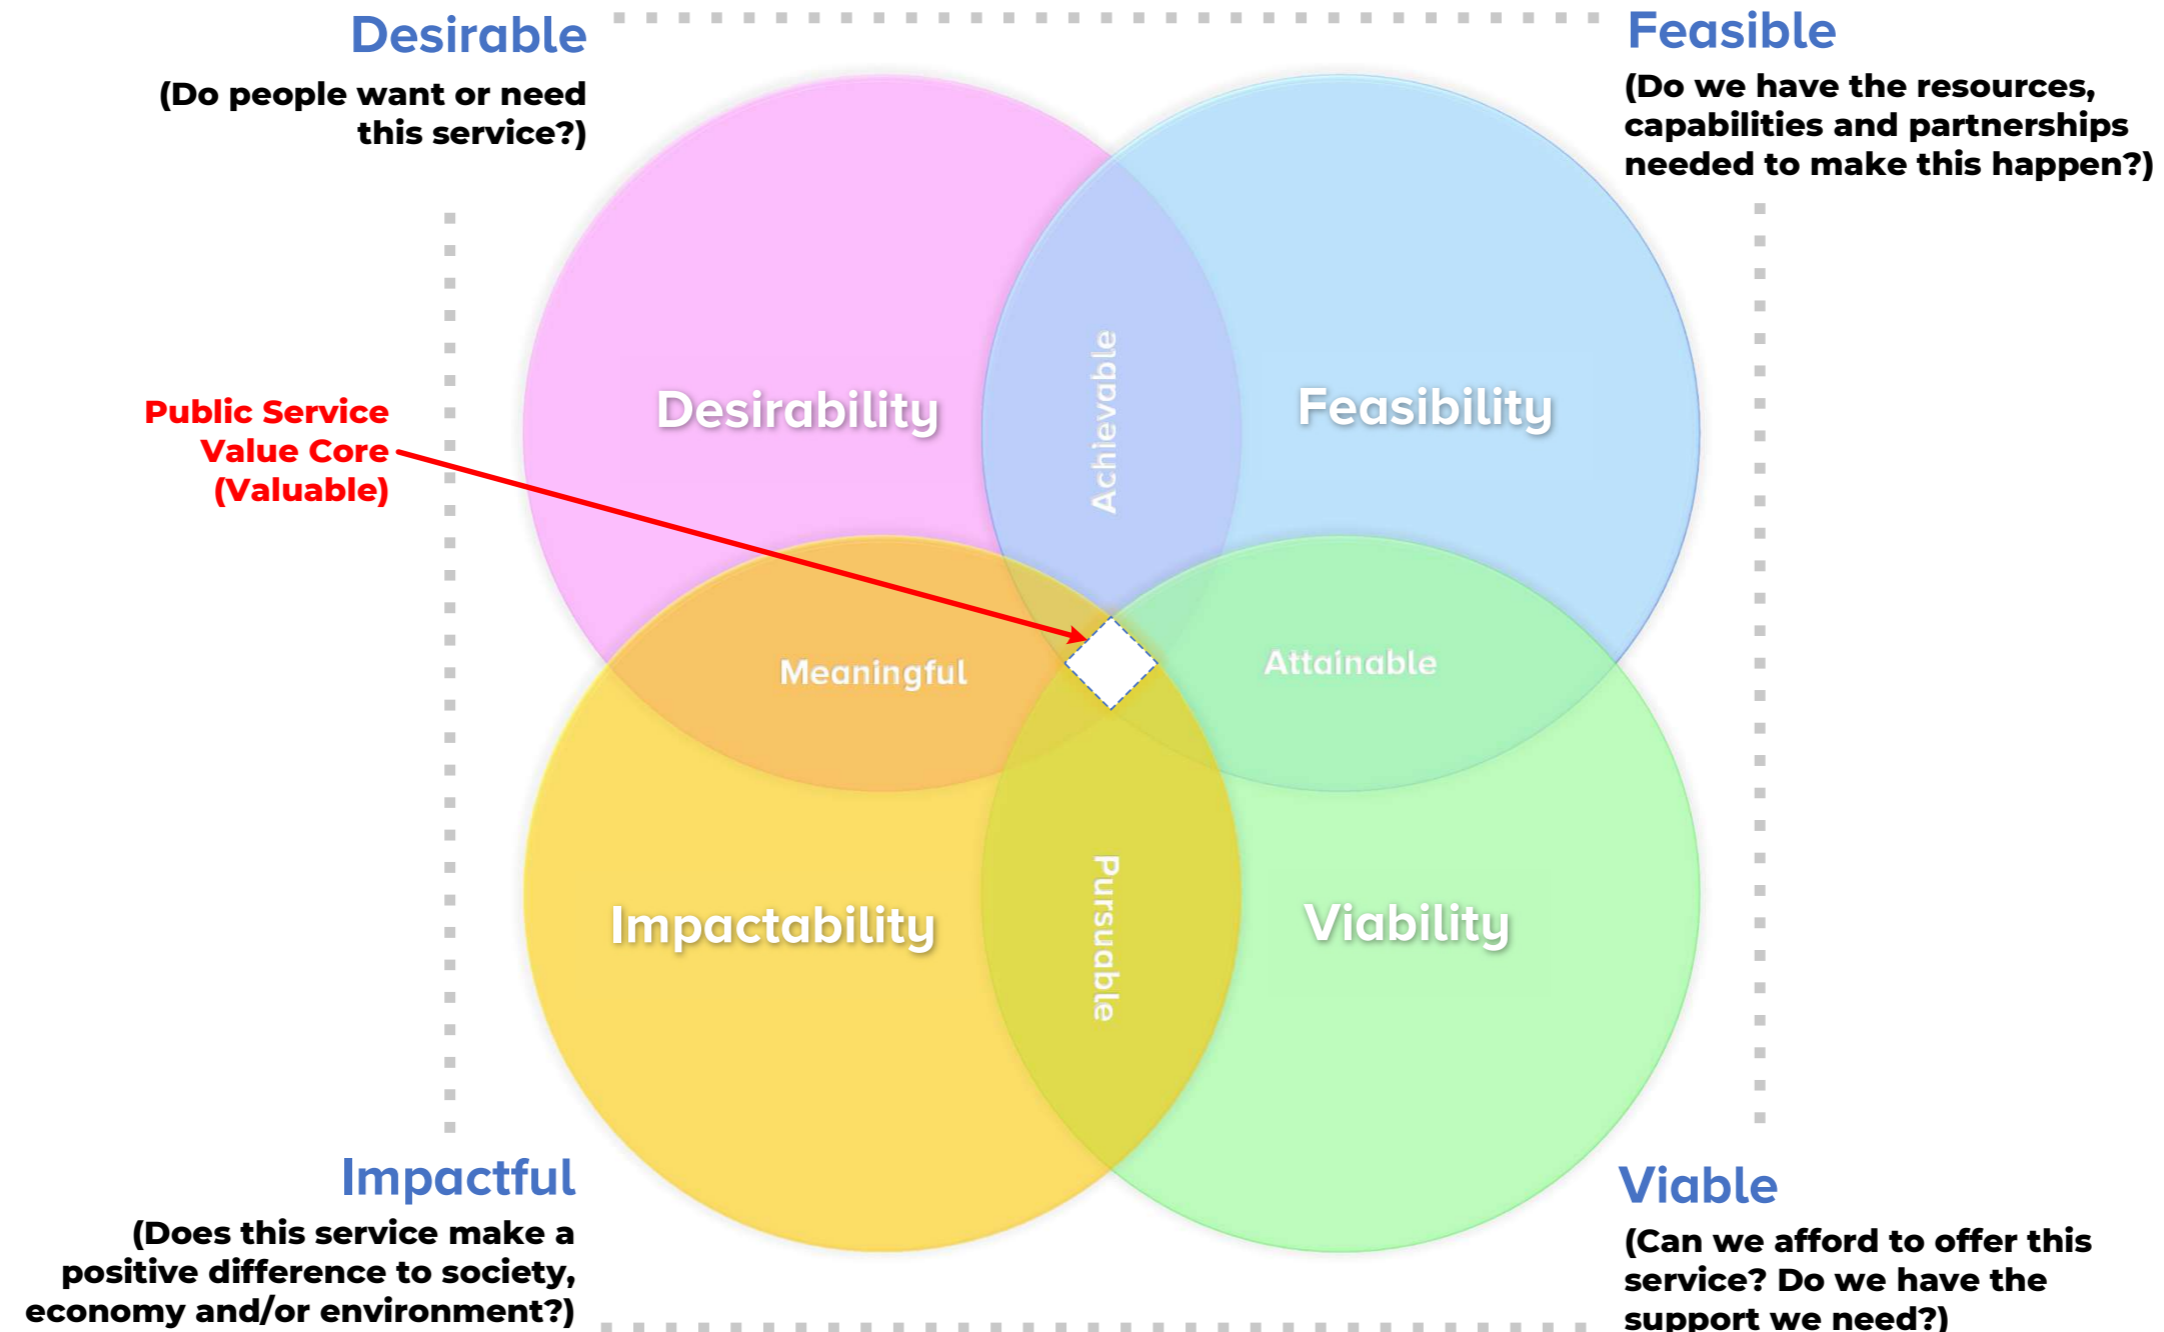 Desirable
(Do people want or need
this service?)
Feasible
(Do we have the resources,
capabilities and partnerships
needed to make this happen?)
Public Service
Value Core
(Valuable)
Desirability
Achievable
Feasibility
Meaningful
Attainable
Impactability
Pursuable
Viability
Impactful
(Does this service make a
positive difference to society,
economy and/or environment?)
Viable
(Can we afford to offer this
service? Do we have the
support we need?)